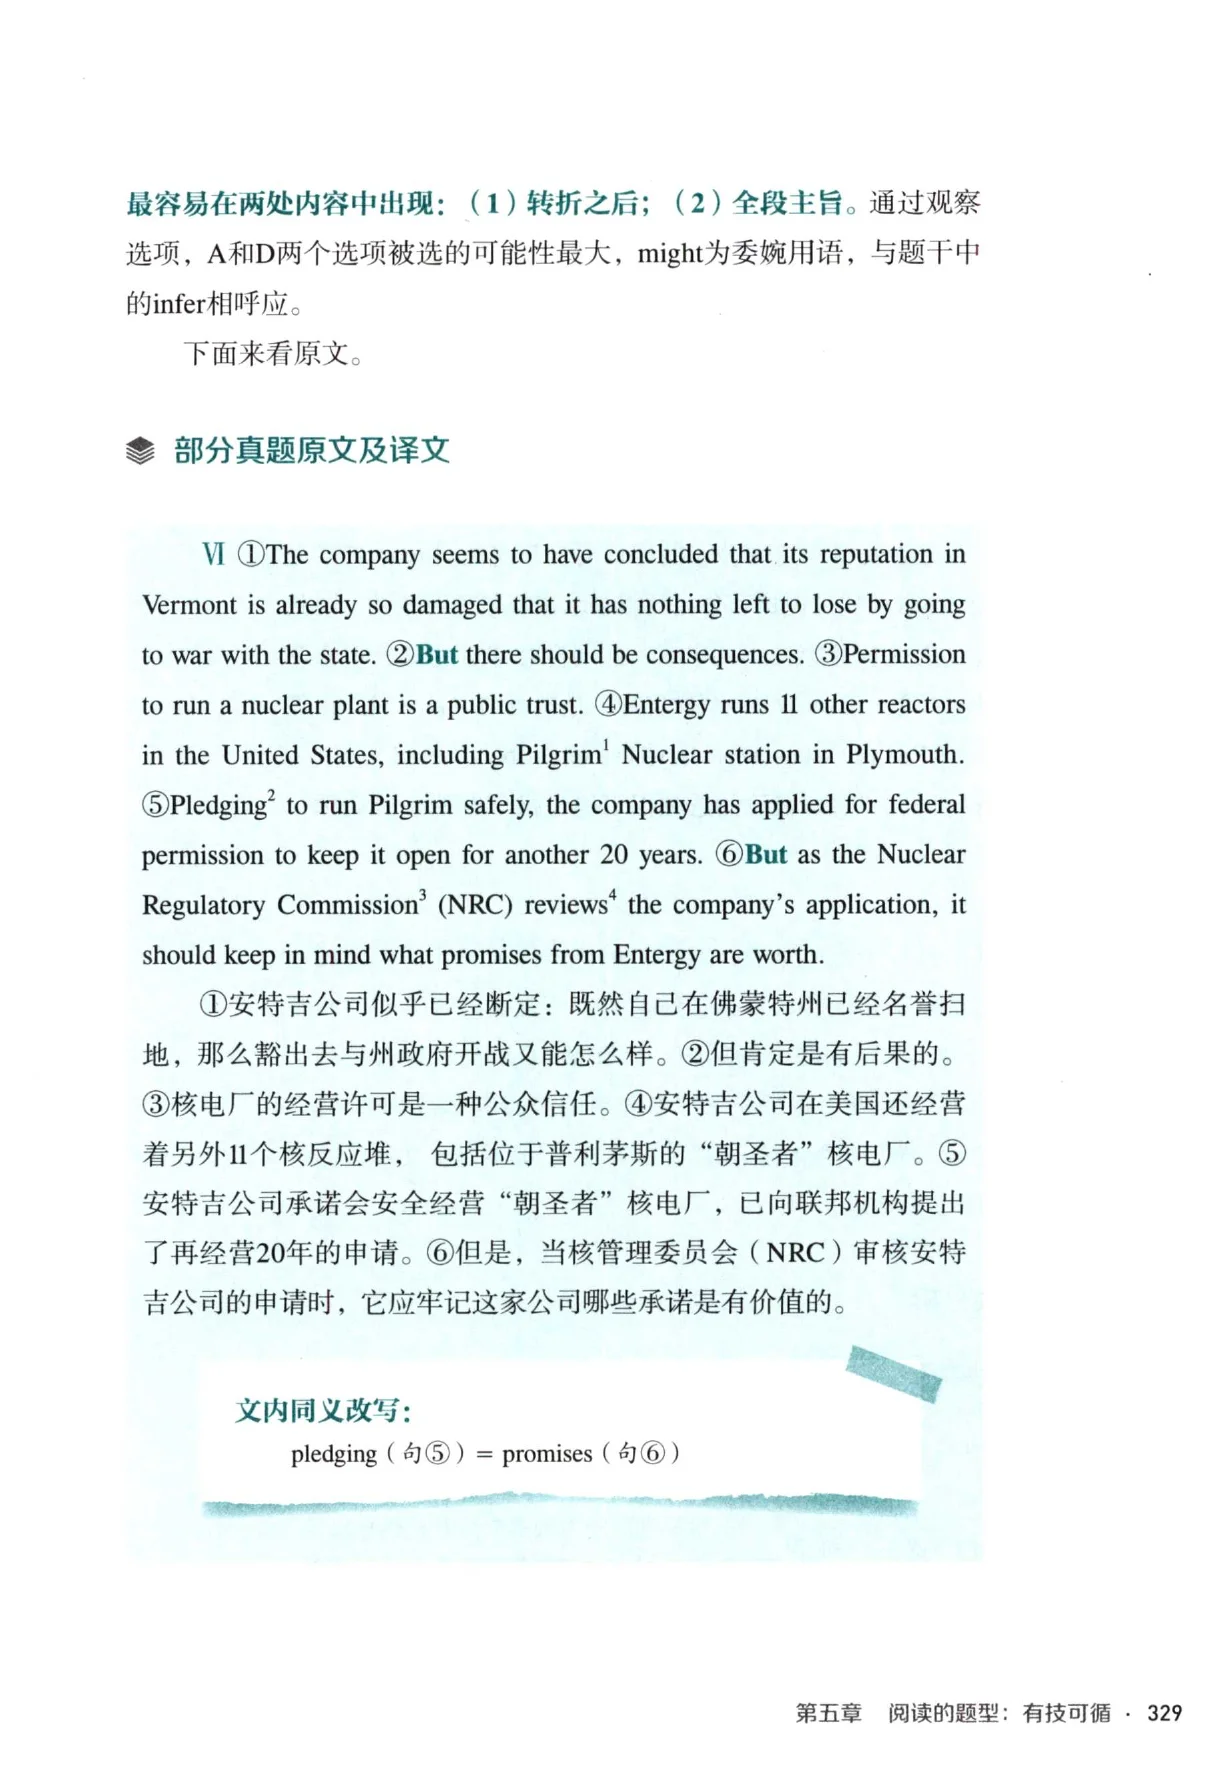 最容易在两处内容中出现：（1）转折之后；（2）全段主旨。通过观察
选项，A和D两个选项被选的可能性最大，might为委婉用语，与题干中
的infer相呼应。
下面来看原文。
部分真题原文及译文
Ⅵ ①The company seems to have concluded that its reputation in
Vermont is already so damaged that it has nothing left to lose by going
to war with the state. ②But there should be consequences. ③Permission
to run a nuclear plant is a public trust. ④Entergy runs 11 other reactors
in the United States, including Pilgrim¹ Nuclear station in Plymouth.
⑤Pledging² to run Pilgrim safely, the company has applied for federal
permission to keep it open for another 20 years. ⑥But as the Nuclear
Regulatory Commission³ (NRC) reviews⁴ the company's application, it
should keep in mind what promises from Entergy are worth.
①安特吉公司似乎已经断定：既然自己在佛蒙特州已经名誉扫
地，那么豁出去与州政府开战又能怎么样。②但肯定是有后果的。
③核电厂的经营许可是一种公众信任。④安特吉公司在美国还经营
着另外11个核反应堆，包括位于普利茅斯的“朝圣者”核电厂。⑤
安特吉公司承诺会安全经营“朝圣者”核电厂，已向联邦机构提出
了再经营20年的申请。⑥但是，当核管理委员会（NRC）审核安特
吉公司的申请时，它应牢记这家公司哪些承诺是有价值的。
文内同义改写：
pledging（句⑤）= promises（句⑥）
第五章 阅读的题型：有技可循 · 329